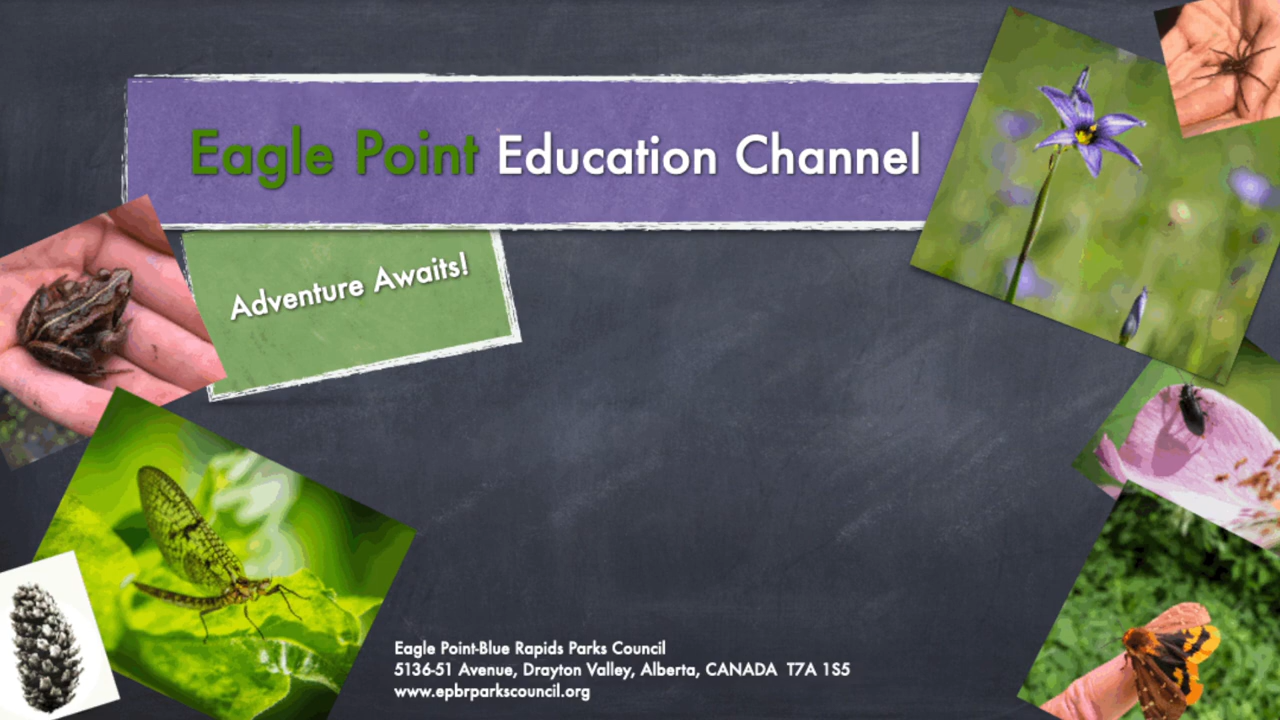 Eagle Point Education Channel
Adventure Awaits!
Eagle Point-Blue Rapids Parks Council
5136-51 Avenue, Drayton Valley, Alberta, CANADA T7A 1S5
www.epbrparkscouncil.org